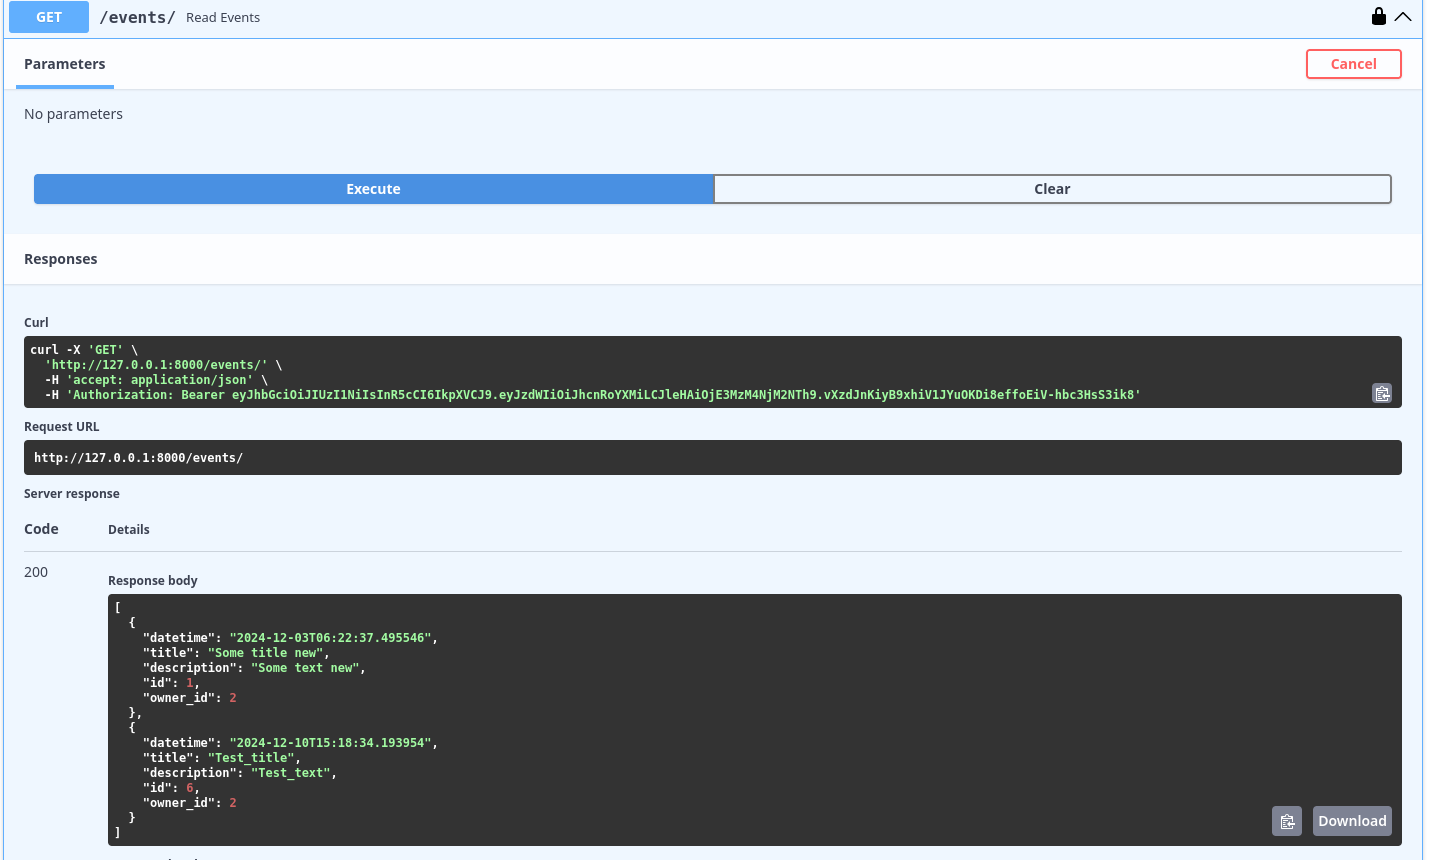 GET /events/ Read Events
Parameters
Cancel
No parameters
Execute
Clear
Responses
Curl
curl -X 'GET' \
  'http://127.0.0.1:8000/events/' \
  -H 'accept: application/json' \
  -H 'Authorization: Bearer eyJhbGciOiJIUzI1NiIsInR5cCI6IkpXVCJ9.eyJzdWIiOiJhcnRoYXMiLCJleHAiOjE3MzM4NjM2NTh9.vXzdJnKiyB9xhiV1JYuOKDi8effoEiV-hbc3HsS3ik8'
Request URL
http://127.0.0.1:8000/events/
Server response
Code Details
200
Response body
[
  {
    "datetime": "2024-12-03T06:22:37.495546",
    "title": "Some title new",
    "description": "Some text new",
    "id": 1,
    "owner_id": 2
  },
  {
    "datetime": "2024-12-10T15:18:34.193954",
    "title": "Test_title",
    "description": "Test_text",
    "id": 6,
    "owner_id": 2
  }
]
Download